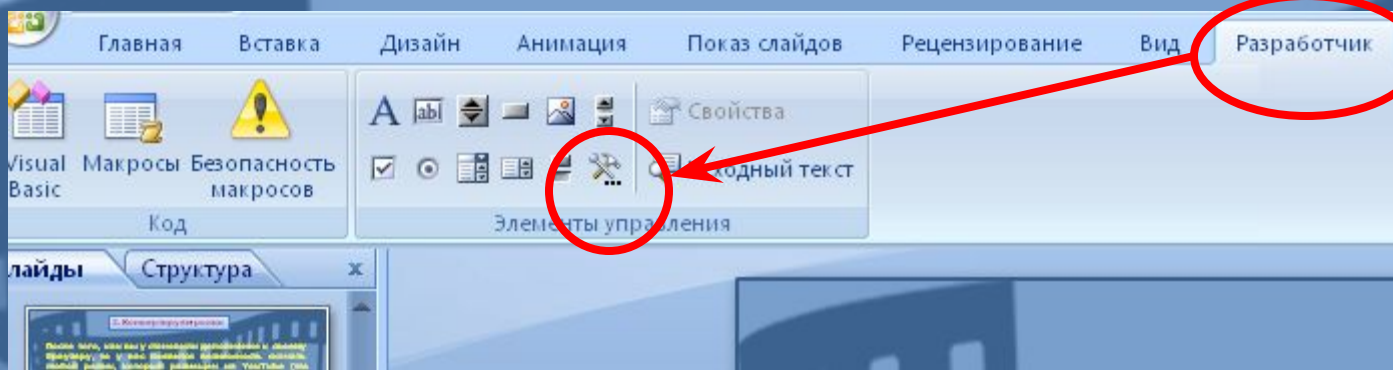 Главная Вставка Дизайн Анимация Показ слайдов Рецензирование Вид Разработчик
A abl Свойства
Visual Макросы Безопасность ходный текст
Basic макросов
Код Элементы управления
лайды Структура x